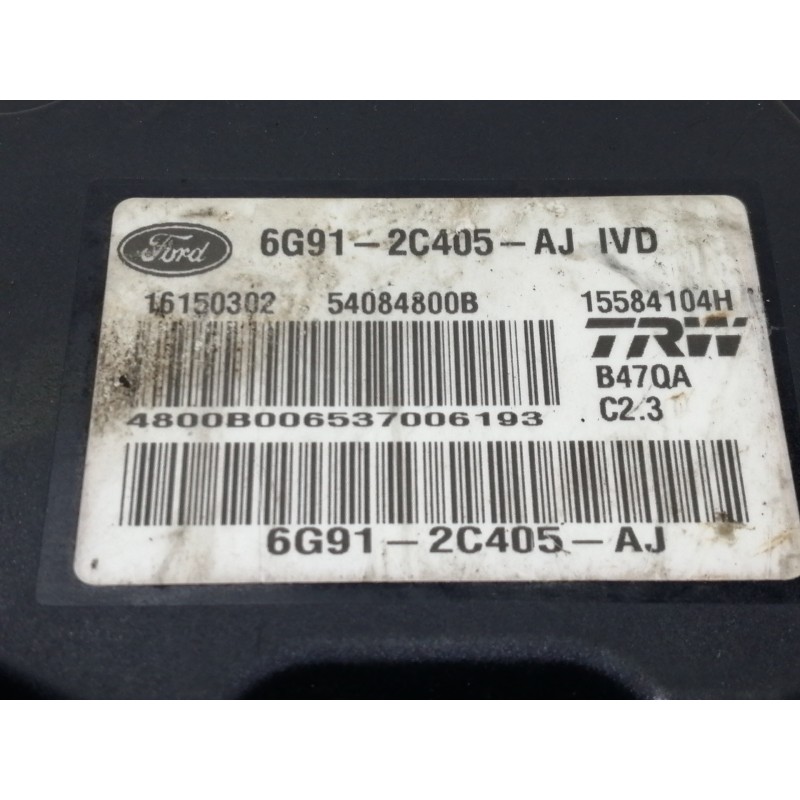 Ford 6G91-2C405-AJ IVD
16150302 54084800B 15584104H
TRW
B47QA
4800B006537006193 C2.3
6G91-2C405-AJ